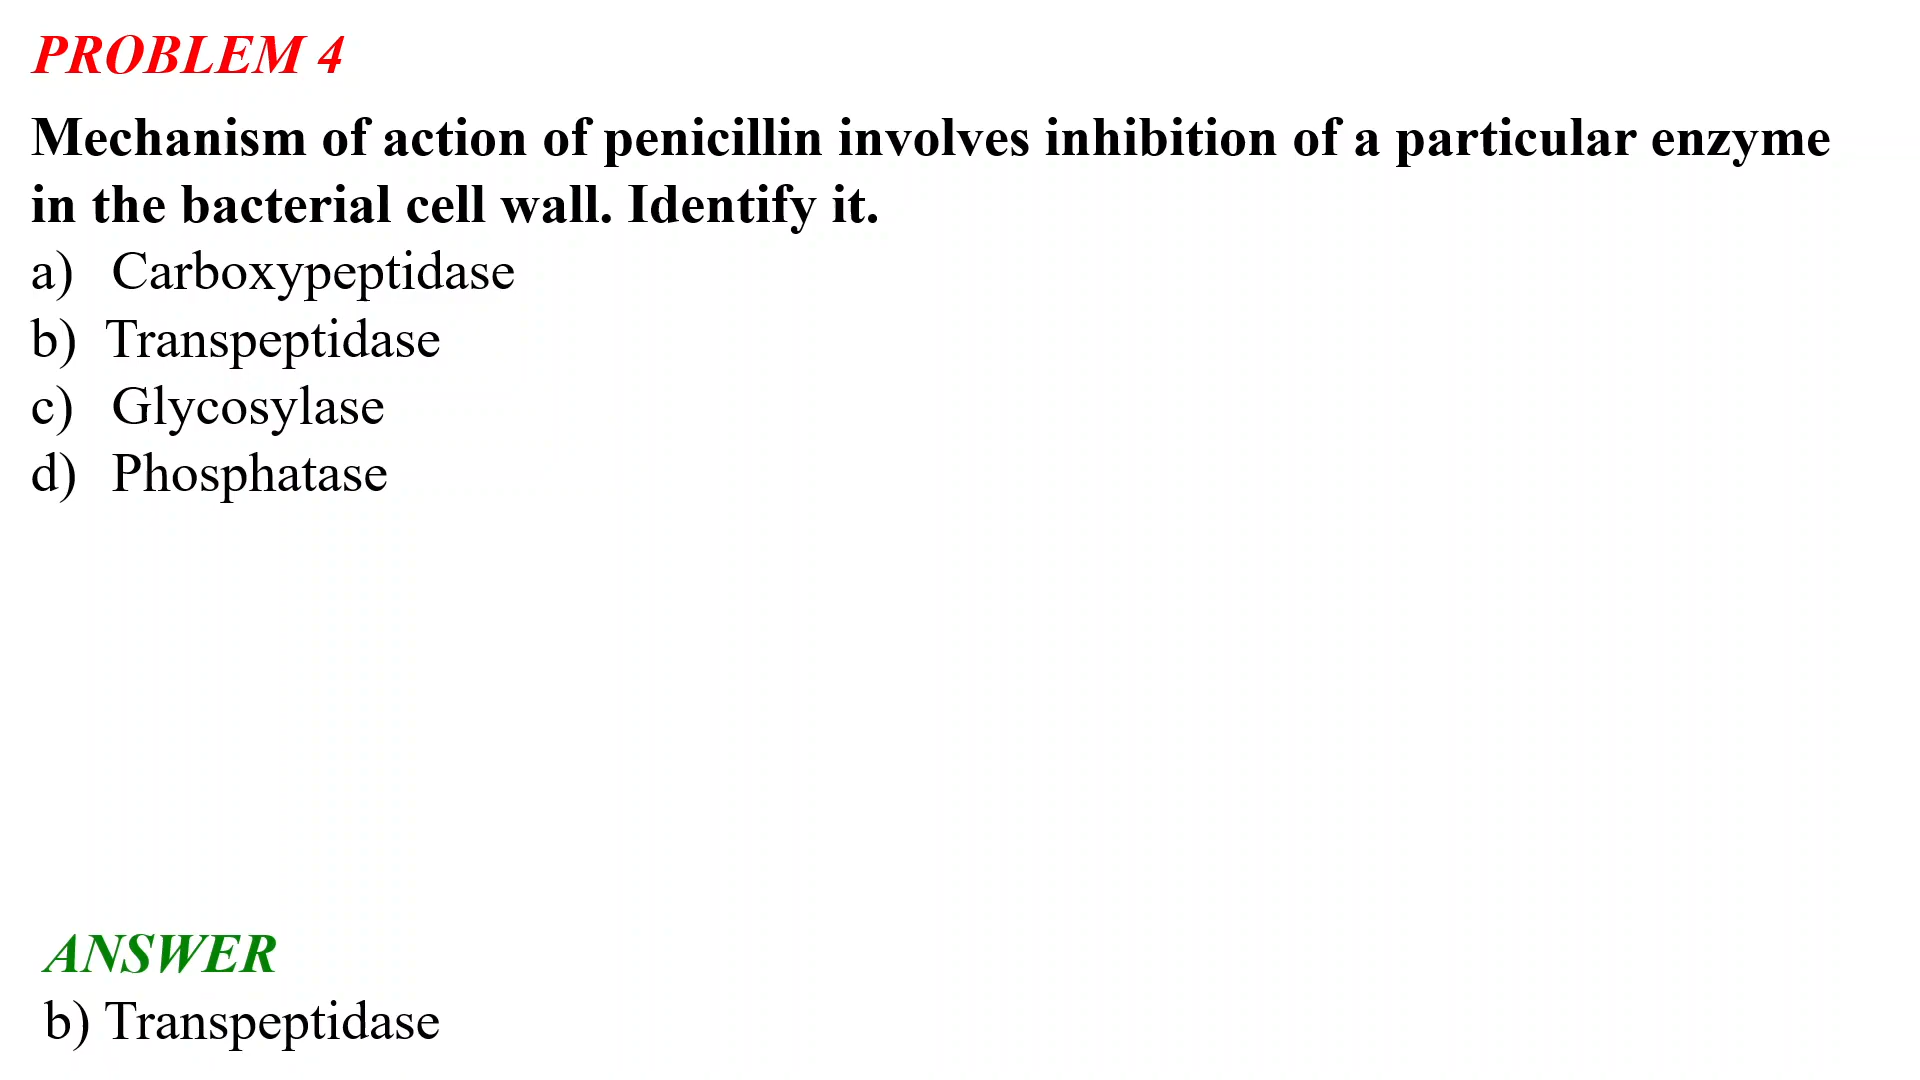 PROBLEM 4
Mechanism of action of penicillin involves inhibition of a particular enzyme
in the bacterial cell wall. Identify it.
a) Carboxypeptidase
b) Transpeptidase
c) Glycosylase
d) Phosphatase
ANSWER
b) Transpeptidase